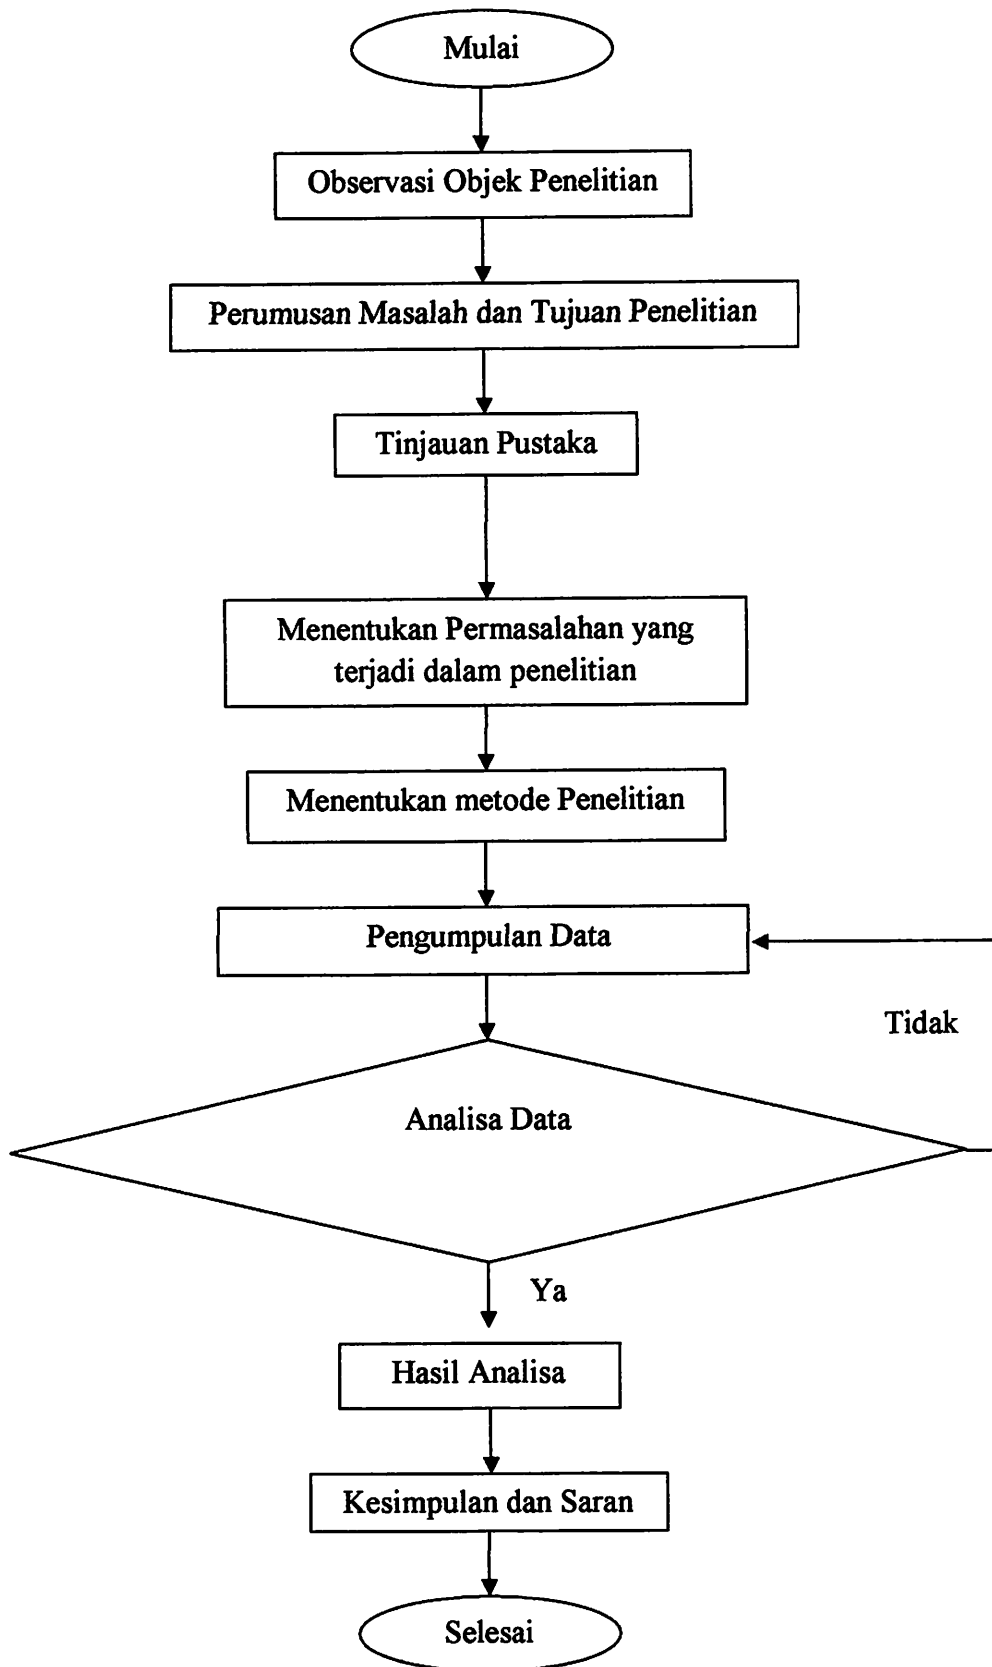 Mulai
Observasi Objek Penelitian
Perumusan Masalah dan Tujuan Penelitian
Tinjauan Pustaka
Menentukan Permasalahan yang
terjadi dalam penelitian
Menentukan metode Penelitian
Pengumpulan Data
Tidak
Analisa Data
Ya
Hasil Analisa
Kesimpulan dan Saran
Selesai